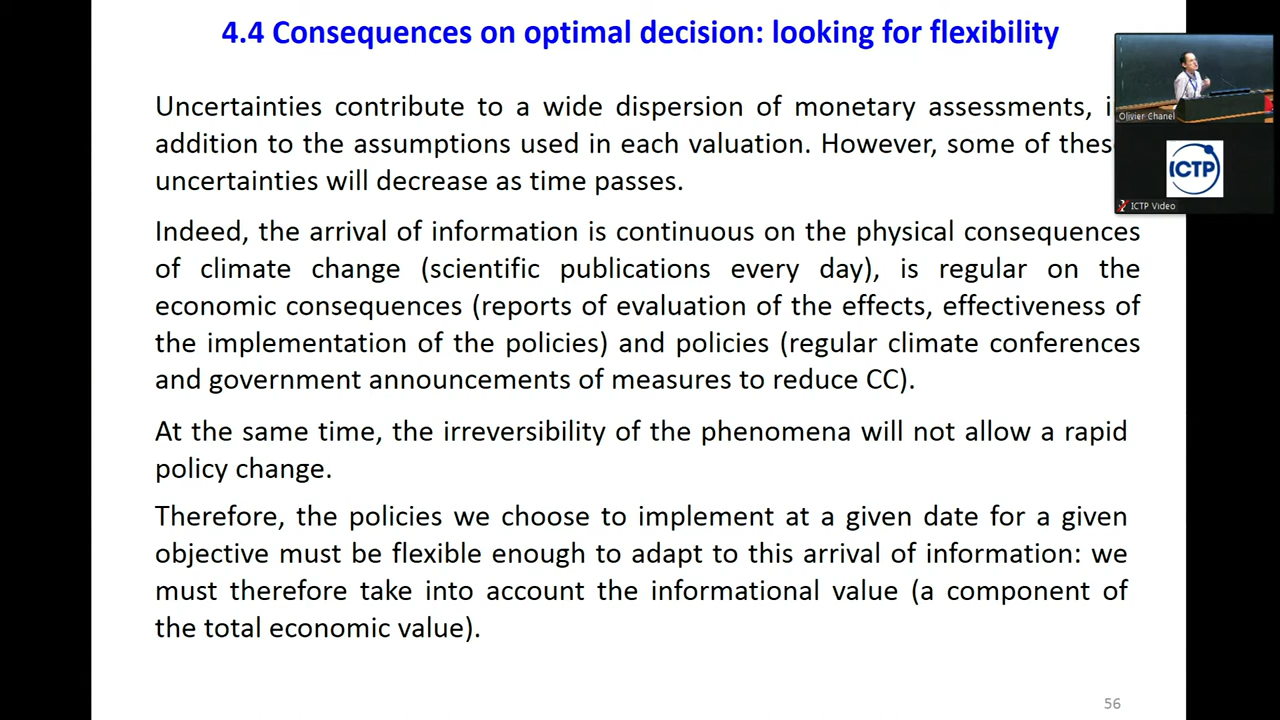 4.4 Consequences on optimal decision: looking for flexibility
Uncertainties contribute to a wide dispersion of monetary assessments,
addition to the assumptions used in each valuation. However, some of these
uncertainties will decrease as time passes.
Indeed, the arrival of information is continuous on the physical consequences
of climate change (scientific publications every day), is regular on the
economic consequences (reports of evaluation of the effects, effectiveness of
the implementation of the policies) and policies (regular climate conferences
and government announcements of measures to reduce CC).
At the same time, the irreversibility of the phenomena will not allow a rapid
policy change.
Therefore, the policies we choose to implement at a given date for a given
objective must be flexible enough to adapt to this arrival of information: we
must therefore take into account the informational value (a component of
the total economic value).
56
Olivier Chanel
ICTP
ICTP Video